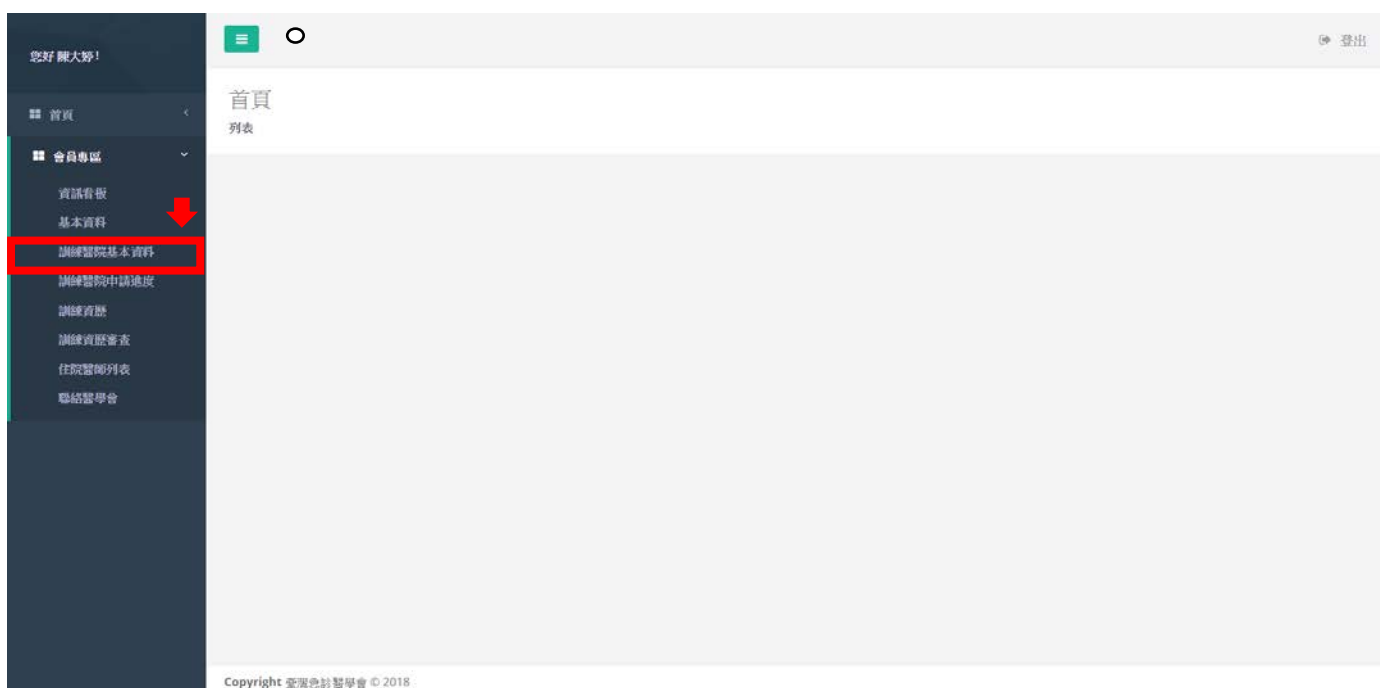 您好 陳大婷!
登出
首頁
首頁
列表
會員專區
資訊看板
基本資料
訓練醫院基本資料
訓練醫院申請進度
訓練資歷
訓練資歷審查
住院醫師列表
聯絡醫學會
Copyright 臺灣急診醫學會 © 2018